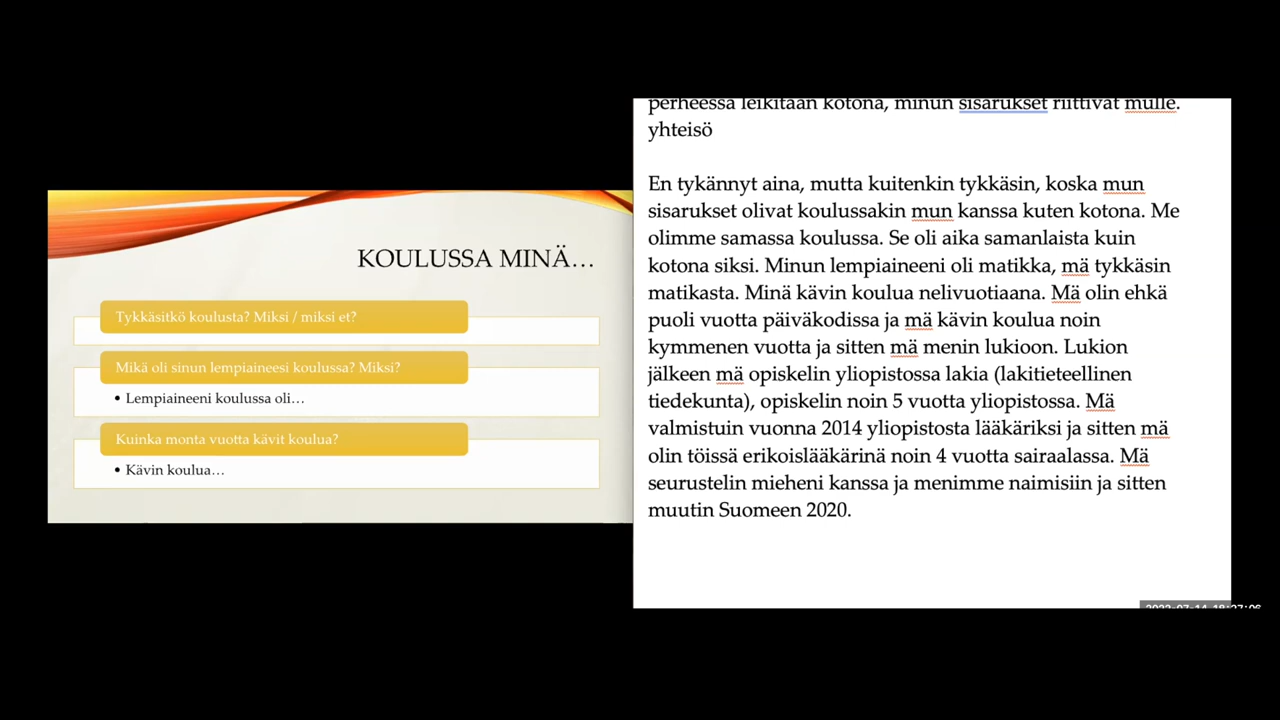 KOULUSSA MINÄ…
Tykkäsitkö koulusta? Miksi / miksi et?
Mikä oli sinun lempiaineesi koulussa? Miksi?
• Lempiaineeni koulussa oli…
Kuinka monta vuotta kävit koulua?
• Kävin koulua…
perheessä leikitään kotona, minun sisarukset riittivät mulle.
yhteisö
En tykännyt aina, mutta kuitenkin tykkäsin, koska mun
sisarukset olivat koulussakin mun kanssa kuten kotona. Me
olimme samassa koulussa. Se oli aika samanlaista kuin
kotona siksi. Minun lempiaineeni oli matikka, mä tykkäsin
matikasta. Minä kävin koulua nelivuotiaana. Mä olin ehkä
puoli vuotta päiväkodissa ja mä kävin koulua noin
kymmenen vuotta ja sitten mä menin lukioon. Lukion
jälkeen mä opiskelin yliopistossa lakia (lakitieteellinen
tiedekunta), opiskelin noin 5 vuotta yliopistossa. Mä
valmistuin vuonna 2014 yliopistosta lääkäriksi ja sitten mä
olin töissä erikoislääkärinä noin 4 vuotta sairaalassa. Mä
seurustelin mieheni kanssa ja menimme naimisiin ja sitten
muutin Suomeen 2020.